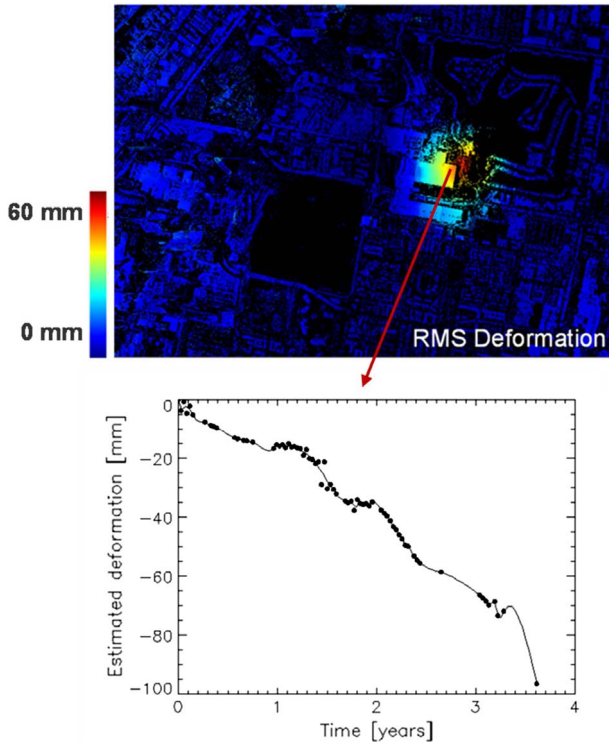 60 mm
0 mm
RMS Deformation
Estimated deformation [mm]
0
-20
-40
-60
-80
-100
0 1 2 3 4
Time [years]